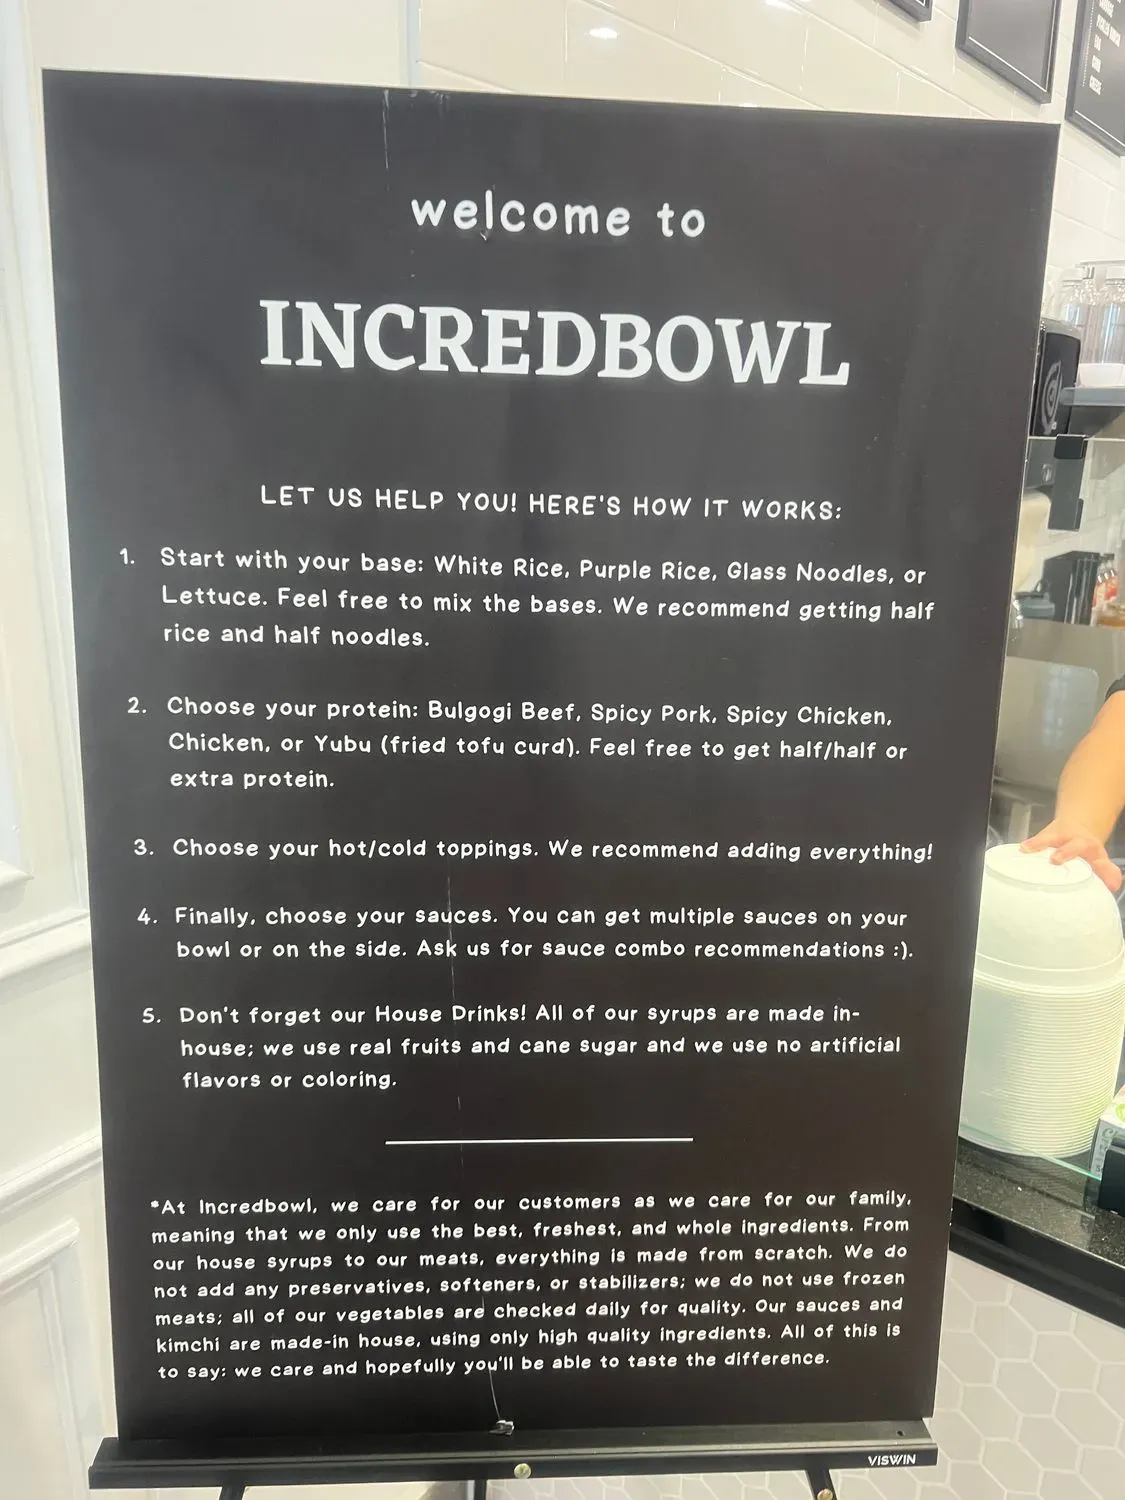 welcome to
INCREDBOWL
LET US HELP YOU! HERE'S HOW IT WORKS:
1. Start with your base: White Rice, Purple Rice, Glass Noodles, or
Lettuce. Feel free to mix the bases. We recommend getting half
rice and half noodles.
2. Choose your protein: Bulgogi Beef, Spicy Pork, Spicy Chicken,
Chicken, or Yubu (fried tofu curd). Feel free to get half/half or
extra protein.
3. Choose your hot/cold toppings. We recommend adding everything!
4. Finally, choose your sauces. You can get multiple sauces on your
bowl or on the side. Ask us for sauce combo recommendations :).
5. Don't forget our House Drinks! All of our syrups are made in-
house; we use real fruits and cane sugar and we use no artificial
flavors or coloring.
*At Incredbowl, we care for our customers as we care for our family,
meaning that we only use the best, freshest, and whole ingredients. From
our house syrups to our meats, everything is made from scratch. We do
not add any preservatives, softeners, or stabilizers; we do not use frozen
meats; all of our vegetables are checked daily for quality. Our sauces and
kimchi are made-in house, using only high quality ingredients. All of this is
to say: we care and hopefully you'll be able to taste the difference.
VISWIN